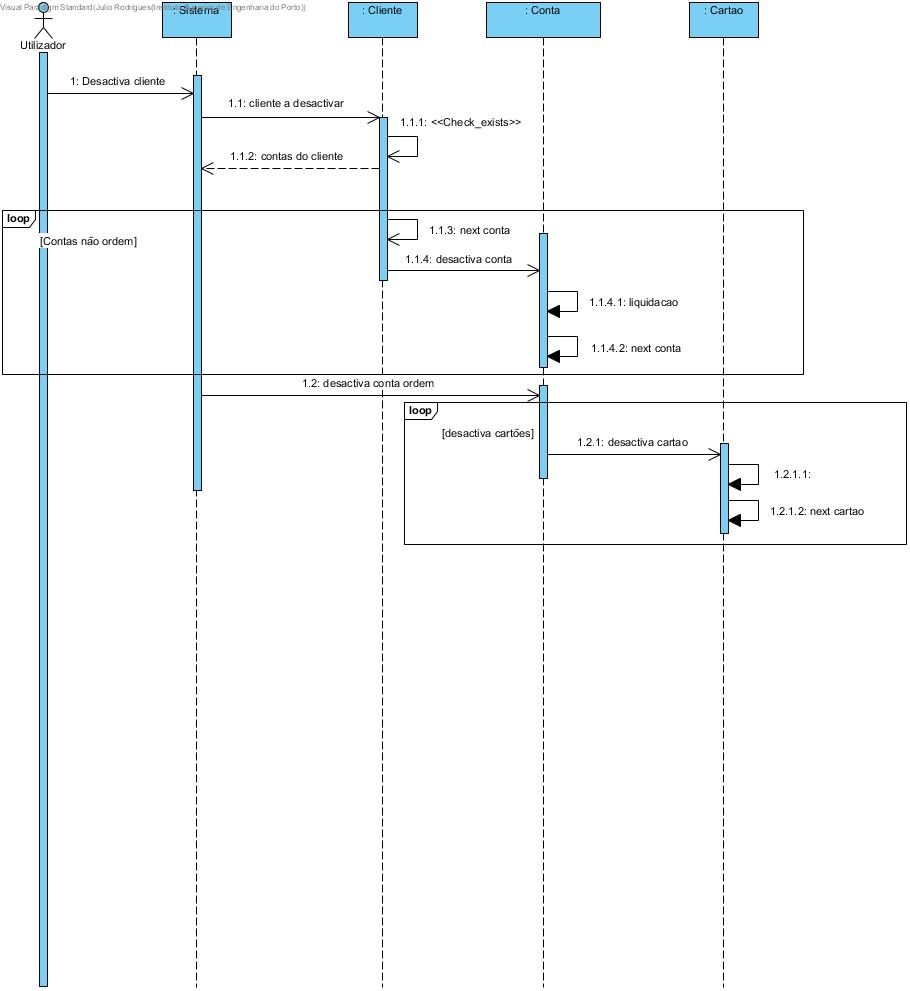 Visual Paradigm Standard(Julio Rodrigues(Instituto Superior de Engenharia do Porto))
: Sistema
: Cliente
: Conta
: Cartao
Utilizador
1: Desactiva cliente
1.1: cliente a desactivar
1.1.1: <<Check_exists>>
1.1.2: contas do cliente
loop
[Contas não ordem]
1.1.3: next conta
1.1.4: desactiva conta
1.1.4.1: liquidacao
1.1.4.2: next conta
1.2: desactiva conta ordem
loop
[desactiva cartões]
1.2.1: desactiva cartao
1.2.1.1:
1.2.1.2: next cartao